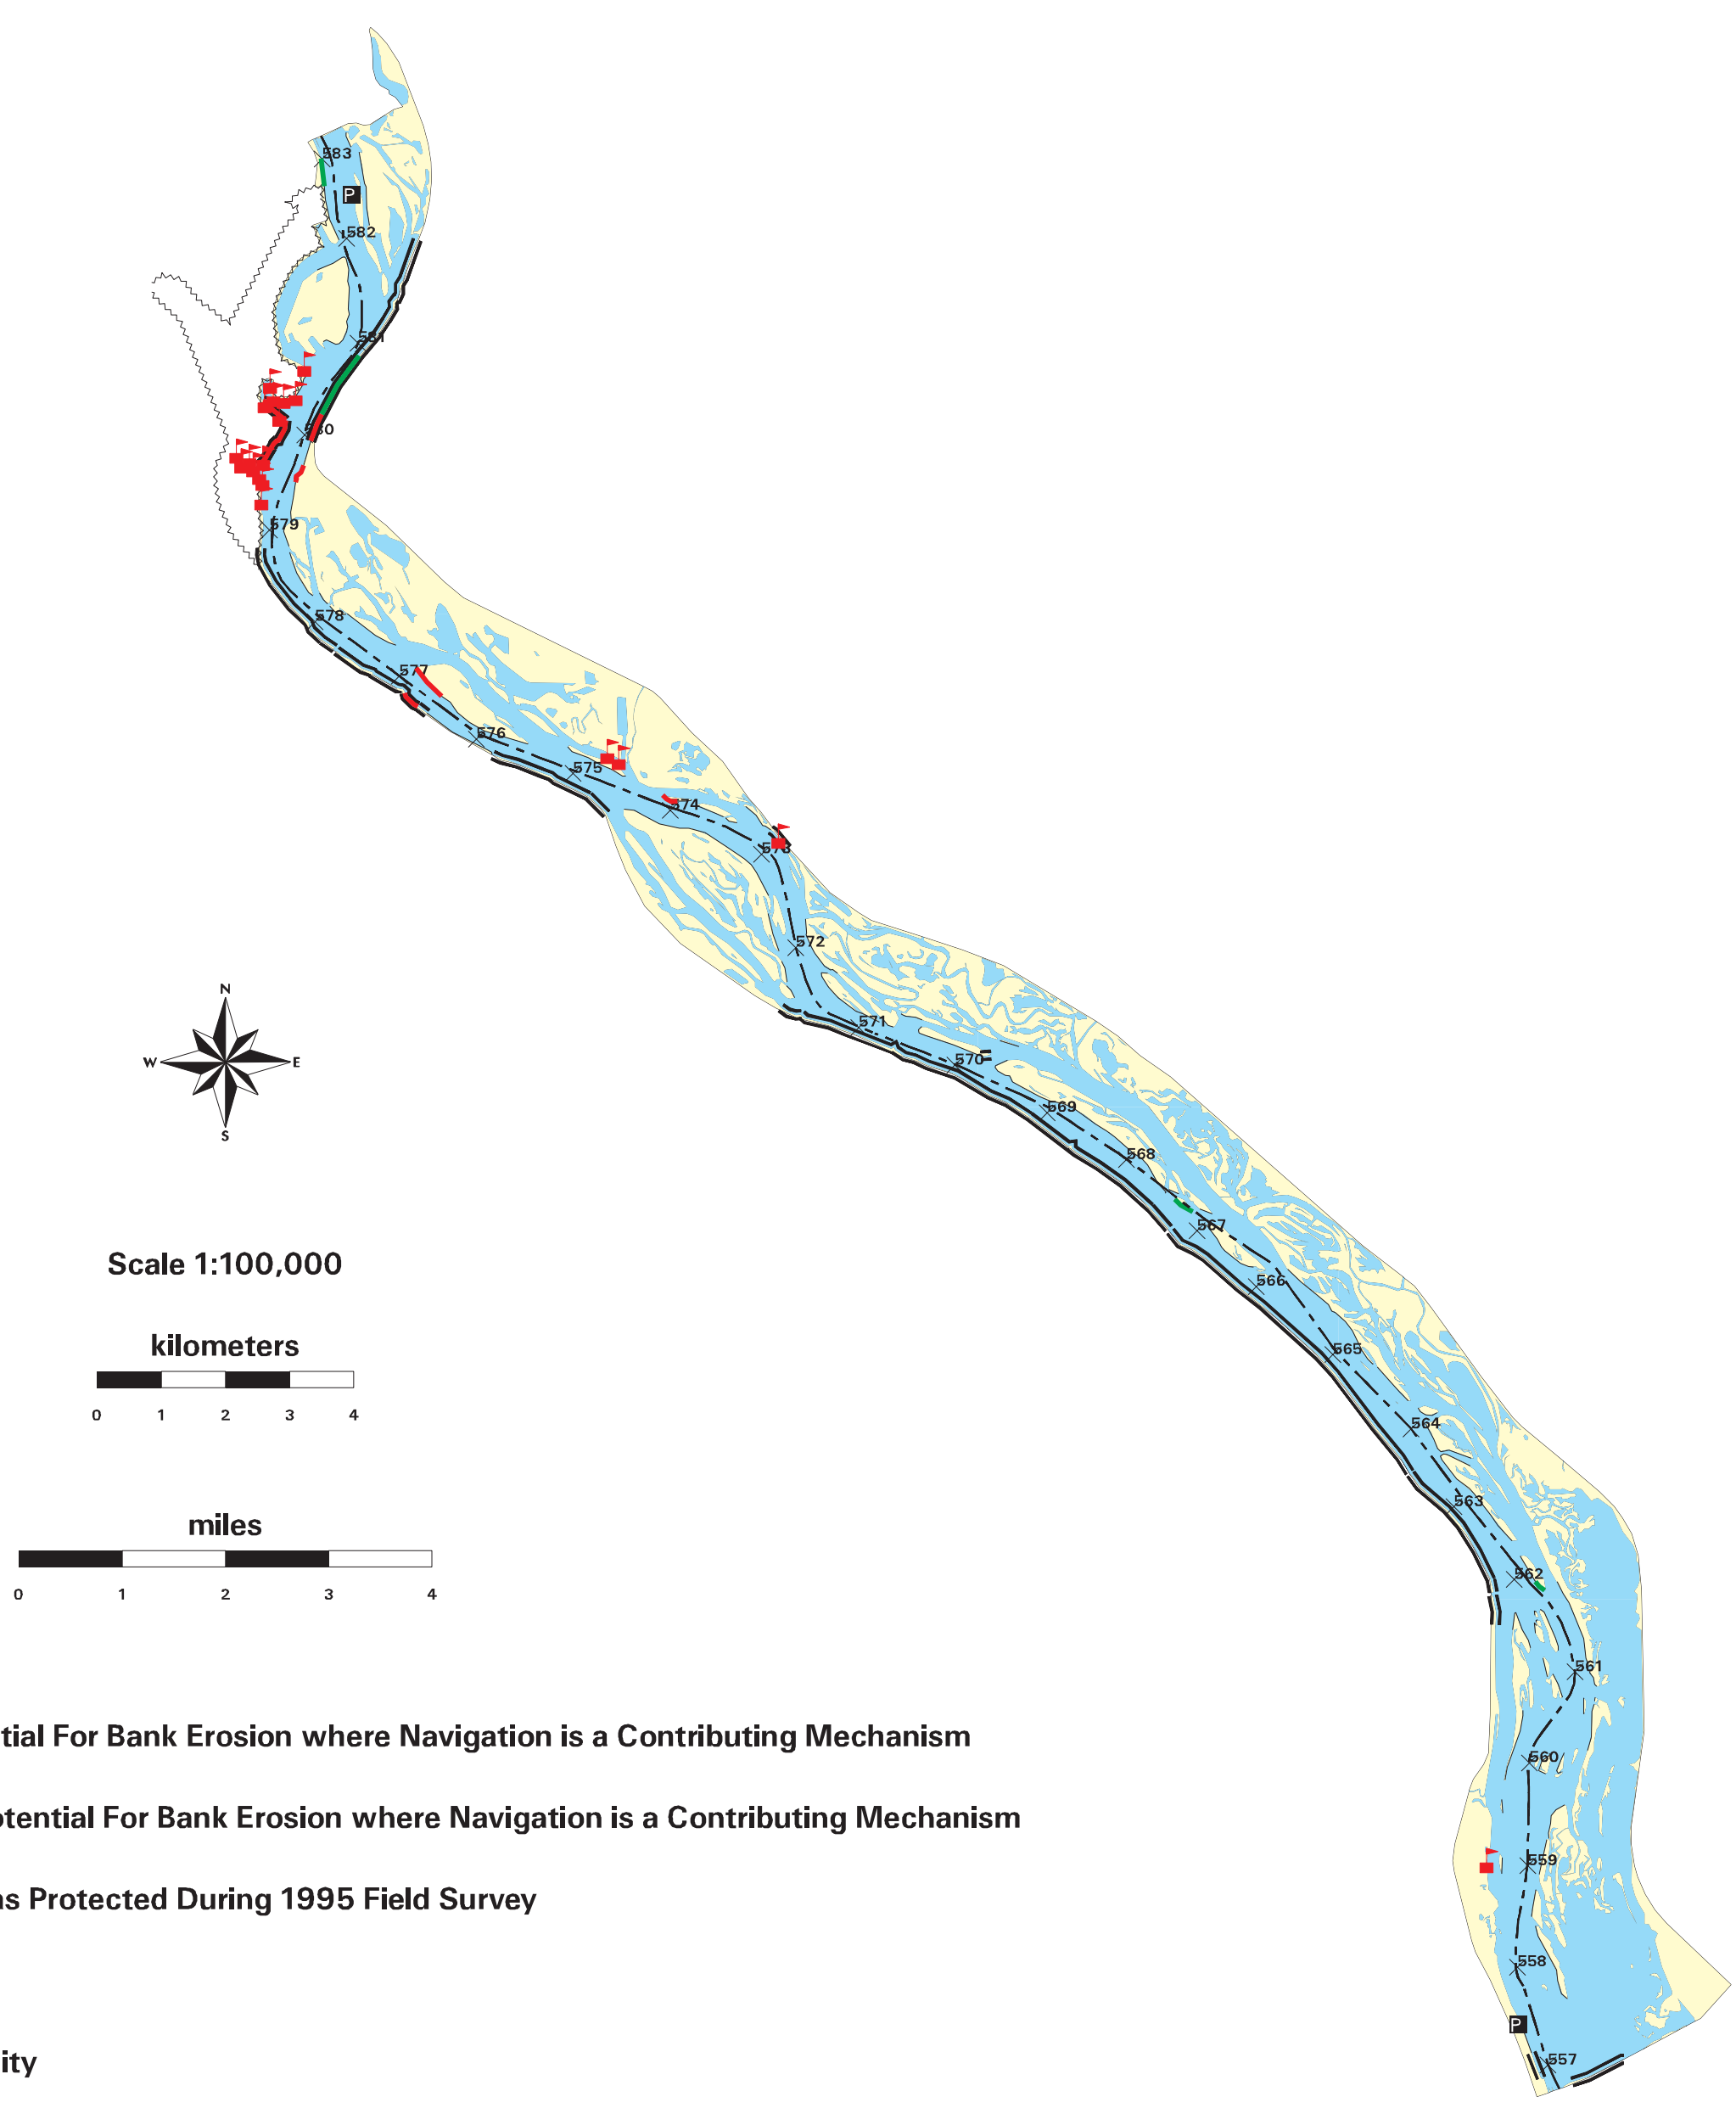 583
P
582
581
580
579
578
577
576
575
574
573
572
571
570
569
568
567
566
565
564
563
562
561
560
559
558
P
557
N
W
E
S
Scale 1:100,000
kilometers
0 1 2 3 4
miles
0 1 2 3 4
tial For Bank Erosion where Navigation is a Contributing Mechanism
otential For Bank Erosion where Navigation is a Contributing Mechanism
as Protected During 1995 Field Survey
ity